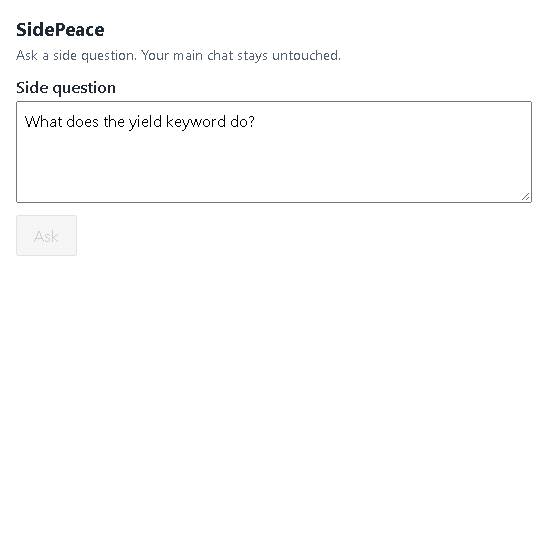 SidePeace
Ask a side question. Your main chat stays untouched.
Side question
What does the yield keyword do?
Ask